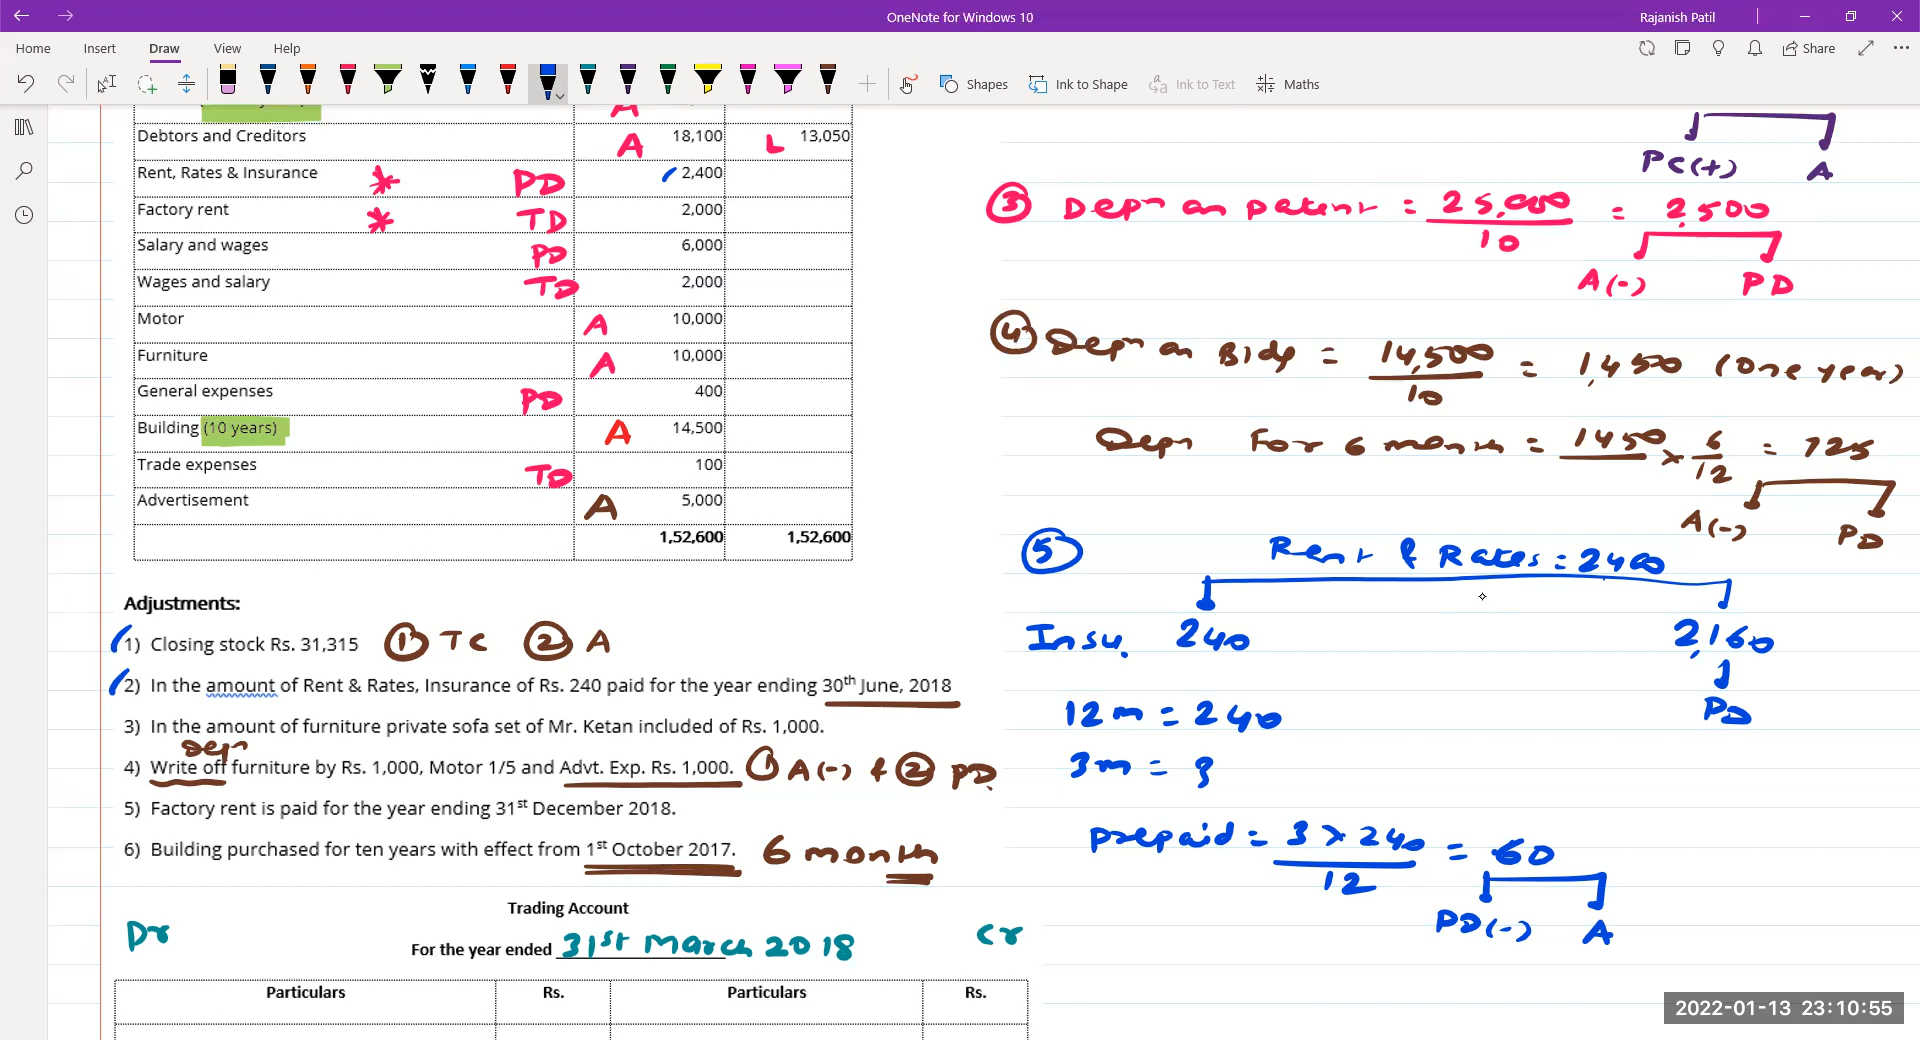 OneNote for Windows 10
Rajanish Patil
Home Insert Draw View Help
Share
Shapes Ink to Shape Ink to Text Maths
Debtors and Creditors A 18,100 L 13,050
Rent, Rates & Insurance * PD 2,400
Factory rent * TD 2,000
Salary and wages PD 6,000
Wages and salary TD 2,000
Motor A 10,000
Furniture A 10,000
General expenses PD 400
Building (10 years) A 14,500
Trade expenses TD 100
Advertisement A 5,000
1,52,600 1,52,600
Adjustments:
1) Closing stock Rs. 31,315 ① TC ② A
2) In the amount of Rent & Rates, Insurance of Rs. 240 paid for the year ending 30th June, 2018
3) In the amount of furniture private sofa set of Mr. Ketan included of Rs. 1,000.
Depn
4) Write off furniture by Rs. 1,000, Motor 1/5 and Advt. Exp. Rs. 1,000. ① A(-) & ② PD.
5) Factory rent is paid for the year ending 31st December 2018.
6) Building purchased for ten years with effect from 1st October 2017. 6 month
Trading Account
Dr For the year ended 31st March 2018 Cr
Particulars Rs. Particulars Rs.
PC(+) A
③ Depn on patent = 25,000 / 10 = 2,500
A(-) PD
④ Depn on Bldg = 14,500 / 10 = 1,450 (one year)
Depn For 6 month = 1450 × 6/12 = 725
A(-) PD
⑤ Rent & Rates = 2400
Insu. 240 2,160
PD
12m = 240
3m = ?
prepaid = 3 × 240 / 12 = 60
PD(-) A
2022-01-13 23:10:55